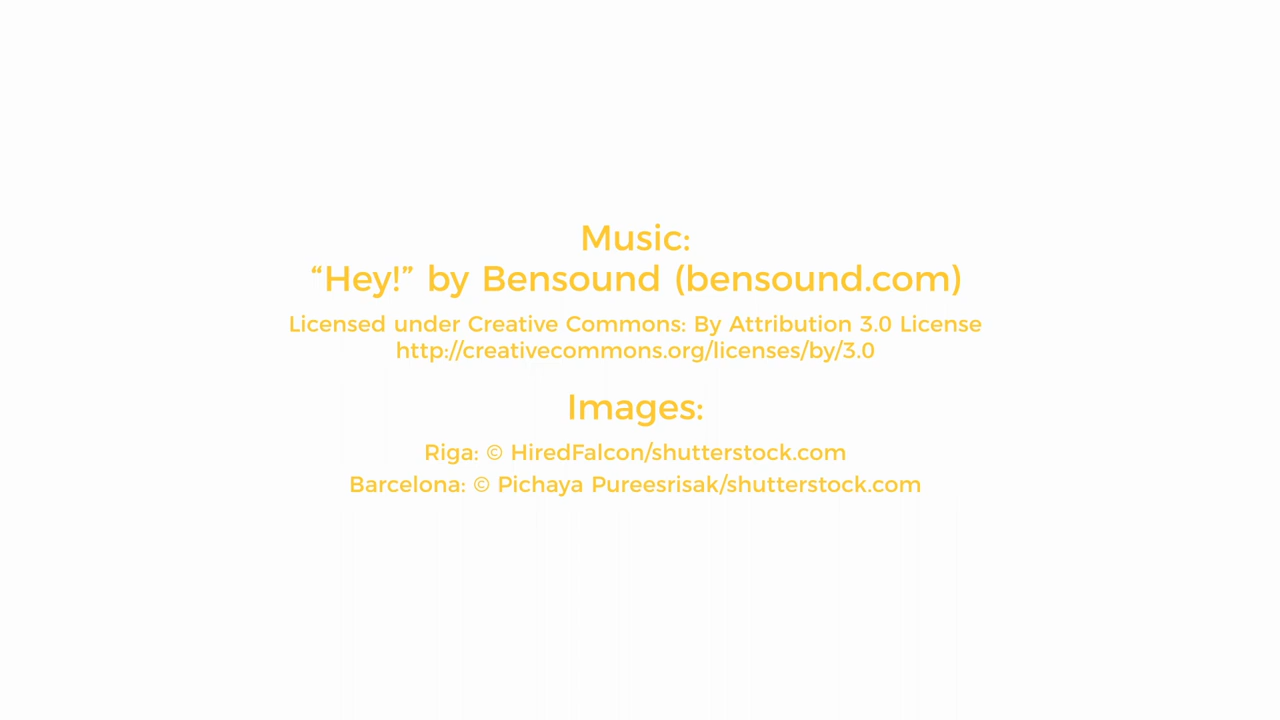 Music:
“Hey!” by Bensound (bensound.com)
Licensed under Creative Commons: By Attribution 3.0 License
http://creativecommons.org/licenses/by/3.0
Images:
Riga: © HiredFalcon/shutterstock.com
Barcelona: © Pichaya Pureesrisak/shutterstock.com